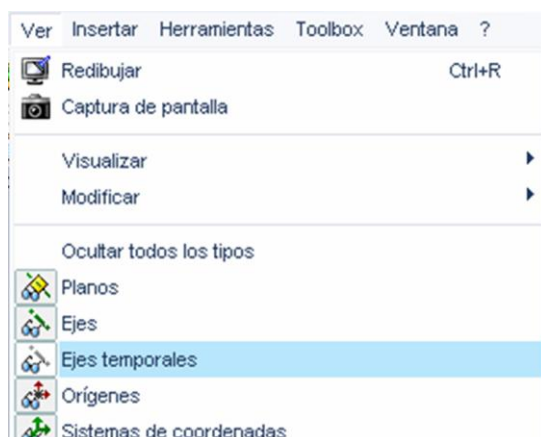 Ver Insertar Herramientas Toolbox Ventana ?
Redibujar Ctrl+R
Captura de pantalla
Visualizar
Modificar
Ocultar todos los tipos
Planos
Ejes
Ejes temporales
Orígenes
Sistemas de coordenadas